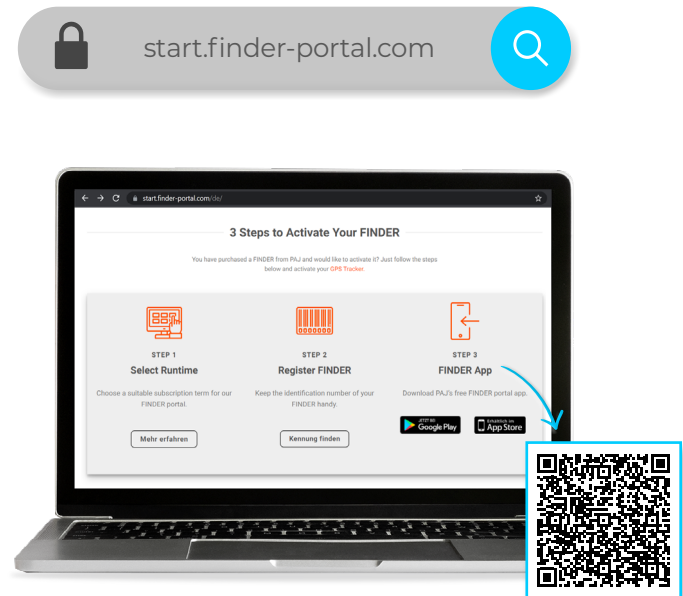 start.finder-portal.com
start.finder-portal.com/de/
3 Steps to Activate Your FINDER
You have purchased a FINDER from PAJ and would like to activate it? Just follow the steps
below and activate your GPS Tracker.
STEP 1
Select Runtime
Choose a suitable subscription term for our
FINDER portal.
Mehr erfahren
STEP 2
Register FINDER
Keep the identification number of your
FINDER handy.
Kennung finden
STEP 3
FINDER App
Download PAJ's free FINDER portal app.
JETZT BEI
Google Play
Erhältlich im
App Store